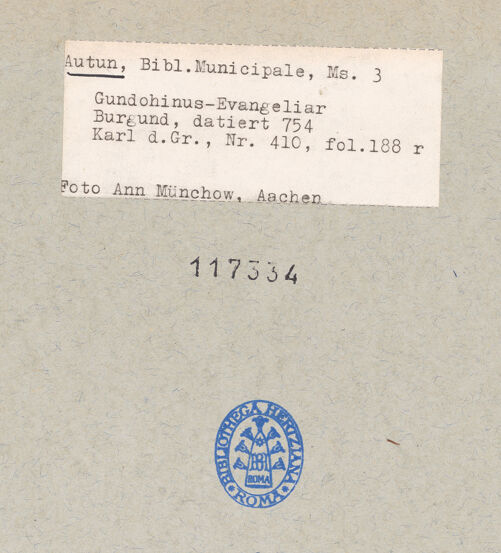 Autun, Bibl.Municipale, Ms. 3
Gundohinus-Evangeliar
Burgund, datiert 754
Karl d.Gr., Nr. 410, fol.188 r
Foto Ann Münchow, Aachen
117334
BIBLIOTHECA HERTZIANA
ROMA
ROMA